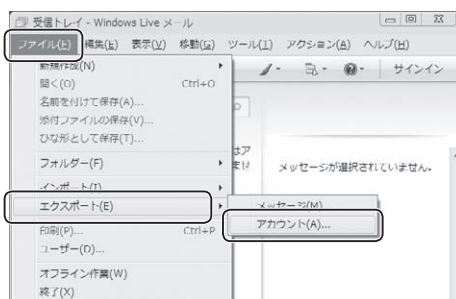 受信トレイ - Windows Live メール
ファイル(F) 編集(E) 表示(V) 移動(G) ツール(T) アクション(A) ヘルプ(H)
新規作成(N)
サインイン
開く(O) Ctrl+O
名前を付けて保存(A)...
添付ファイルの保存(V)...
ひな形として保存(T)...
フォルダー(F)
メッセージが選択されていません。
インポート(I)
エクスポート(E)
メッセージ(M)
アカウント(A)...
印刷(P)... Ctrl+P
ユーザー(D)...
オフライン作業(W)
終了(X)